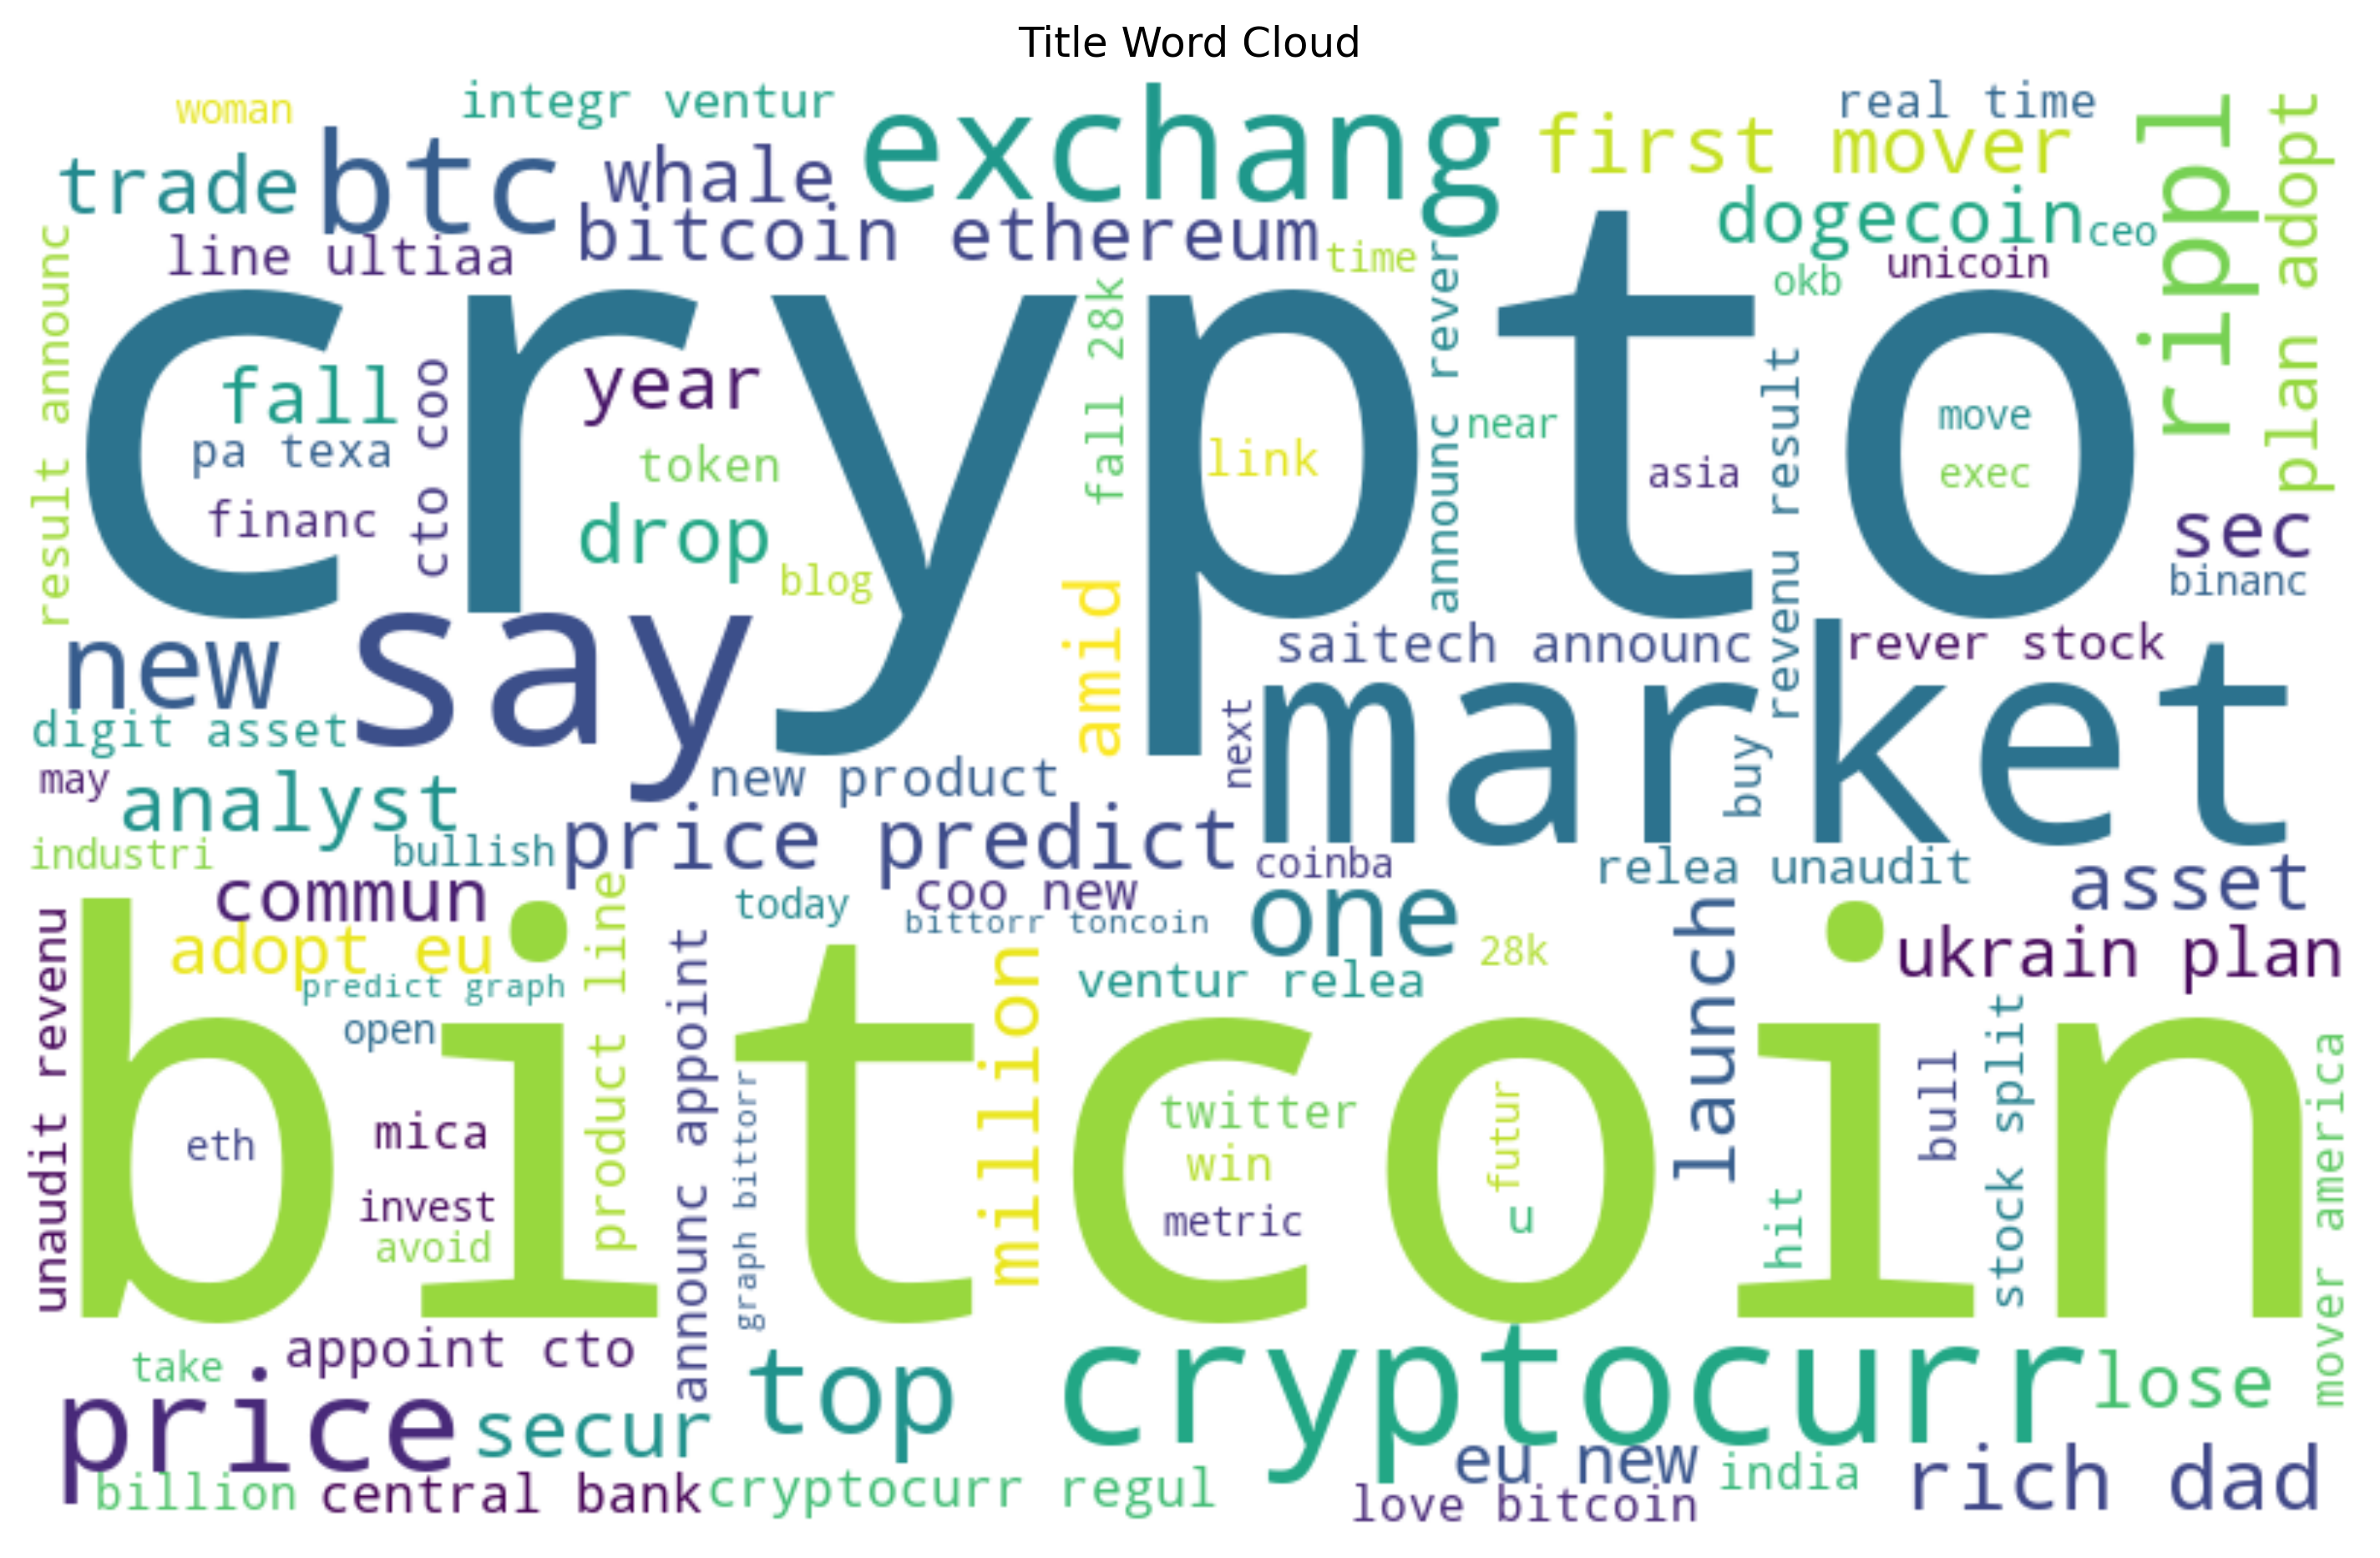 Title Word Cloud
woman
integr ventur
exchang
first mover
real time
rippl
plan adopt
trade
btc
whale
bitcoin ethereum
dogecoin
ceo
line ultiaa
time
okb
unicoin
result announc
crypto
fall
cto coo
year
fall 28k
announc rever
near
revenu result
move
pa texa
token
link
asia
exec
financ
drop
sec
blog
binanc
new
say
amid
saitech announc
rever stock
market
digit asset
next
buy
may
analyst
new product
price predict
industri
bullish
coinba
relea unaudit
asset
commun
today
coo new
bittorr toncoin
one
28k
launch
ukrain plan
unaudit revenu
adopt eu
product line
announc appoint
million
ventur relea
predict graph
open
bitcoin
stock split
bull
mover america
eth
mica
graph bittorr
twitter
u futur
win
invest
metric
u
hit
avoid
take
appoint cto
top
cryptocurr
lose
price
secur
eu new
india
rich dad
billion
central bank
cryptocurr regul
love bitcoin